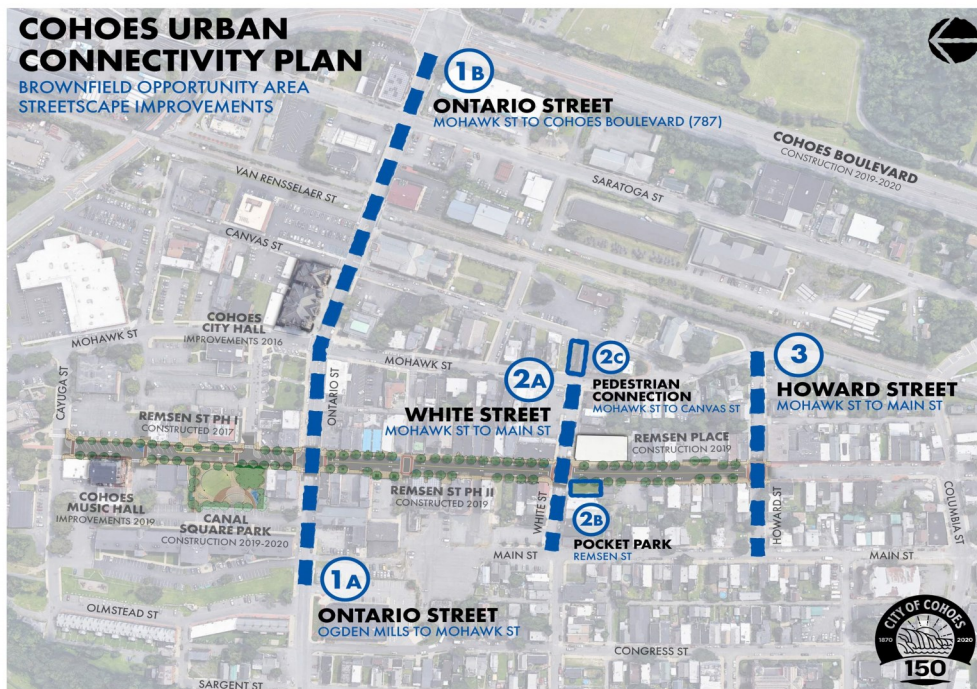 COHOES URBAN
CONNECTIVITY PLAN
BROWNFIELD OPPORTUNITY AREA
STREETSCAPE IMPROVEMENTS
1B
ONTARIO STREET
MOHAWK ST TO COHOES BOULEVARD (787)
COHOES BOULEVARD
CONSTRUCTION 2019-2020
VAN RENSSELAER ST
SARATOGA ST
CANVAS ST
COHOES
CITY HALL
IMPROVEMENTS 2016
MOHAWK ST
MOHAWK ST
CAYUGA ST
ONTARIO ST
2A
WHITE STREET
MOHAWK ST TO MAIN ST
2C
PEDESTRIAN
CONNECTION
MOHAWK ST TO CANVAS ST
3
HOWARD STREET
MOHAWK ST TO MAIN ST
REMSEN ST PH I
CONSTRUCTED 2017
REMSEN PLACE
CONSTRUCTION 2019
COHOES
MUSIC HALL
IMPROVEMENTS 2019
CANAL
SQUARE PARK
CONSTRUCTION 2019-2020
REMSEN ST PH II
CONSTRUCTED 2019
WHITE ST
2B
POCKET PARK
REMSEN ST
HOWARD ST
COLUMBIA ST
MAIN ST
MAIN ST
1A
ONTARIO STREET
OGDEN MILLS TO MOHAWK ST
OLMSTEAD ST
SARGENT ST
CONGRESS ST
CITY OF COHOES
1870
2020
150